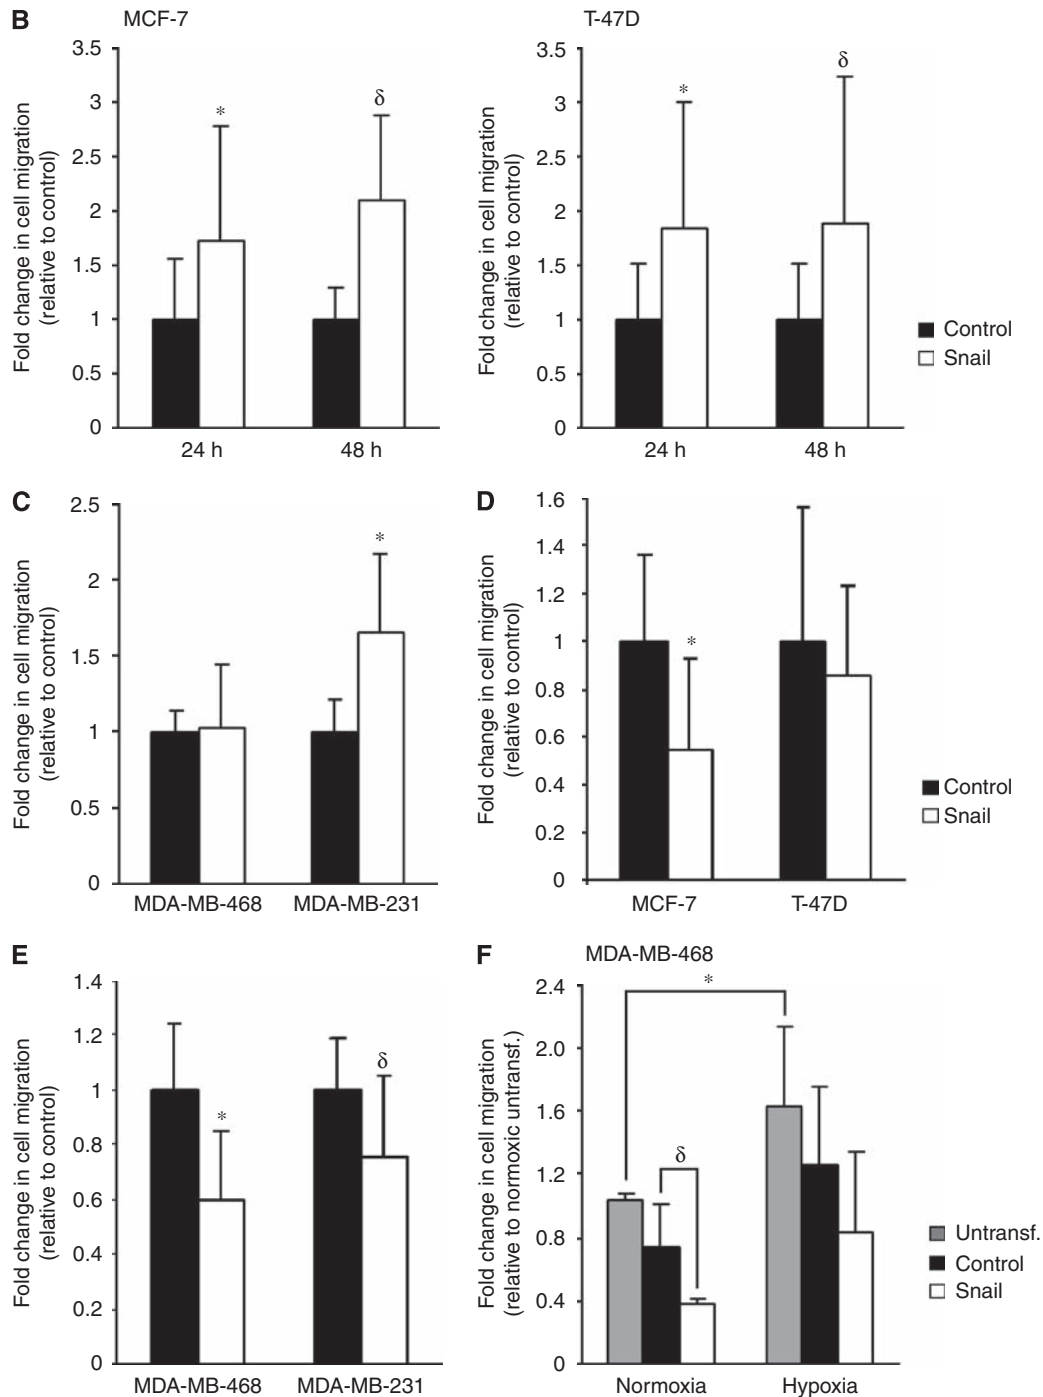 B
MCF-7
Fold change in cell migration
(relative to control)
3.5
3
2.5
2
1.5
1
0.5
0
*
δ
24 h
48 h
T-47D
Fold change in cell migration
(relative to control)
3.5
3
2.5
2
1.5
1
0.5
0
*
δ
24 h
48 h
Control
Snail
C
Fold change in cell migration
(relative to control)
2.5
2
1.5
1
0.5
0
*
MDA-MB-468
MDA-MB-231
D
Fold change in cell migration
(relative to control)
1.6
1.4
1.2
1
0.8
0.6
0.4
0.2
0
*
MCF-7
T-47D
Control
Snail
E
Fold change in cell migration
(relative to control)
1.4
1.2
1
0.8
0.6
0.4
0.2
0
*
δ
MDA-MB-468
MDA-MB-231
F
MDA-MB-468
Fold change in cell migration
(relative to normoxic untransf.)
2.4
2.0
1.6
1.2
0.8
0.4
0
*
δ
Normoxia
Hypoxia
Untransf.
Control
Snail